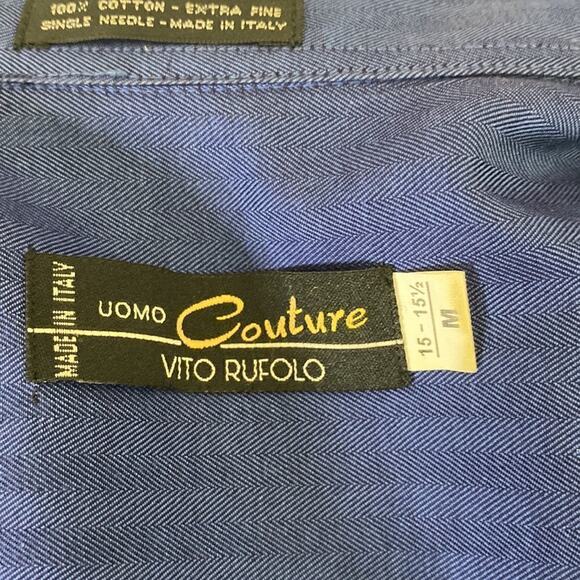 100% COTTON - EXTRA FINE
SINGLE NEEDLE - MADE IN ITALY
MADE IN ITALY
UOMO Couture
VITO RUFOLO
15 - 15½
M